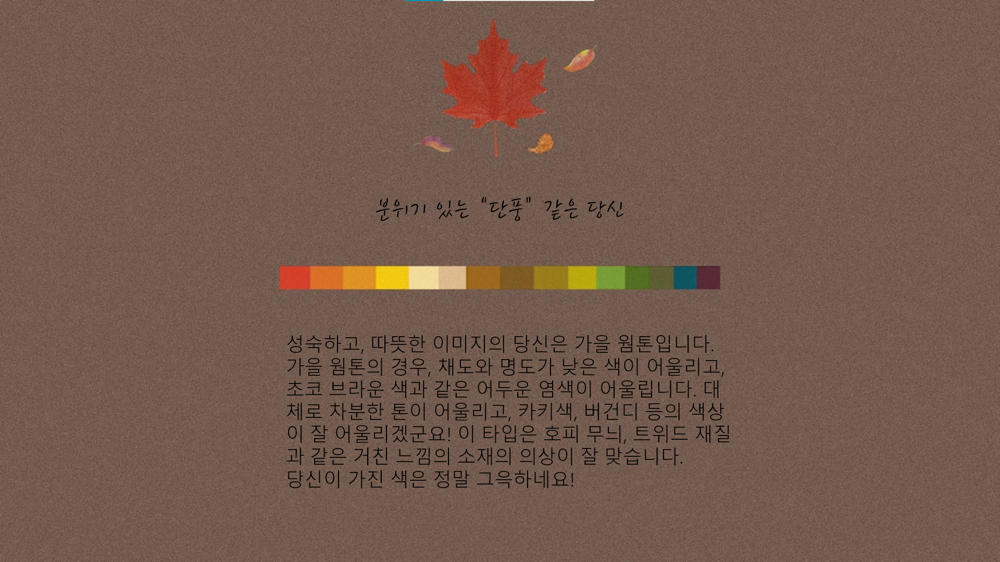 분위기 있는 "단풍" 같은 당신
성숙하고, 따뜻한 이미지의 당신은 가을 웜톤입니다.
가을 웜톤의 경우, 채도와 명도가 낮은 색이 어울리고,
초코 브라운 색과 같은 어두운 염색이 어울립니다. 대
체로 차분한 톤이 어울리고, 카키색, 버건디 등의 색상
이 잘 어울리겠군요! 이 타입은 호피 무늬, 트위드 재질
과 같은 거친 느낌의 소재의 의상이 잘 맞습니다.
당신이 가진 색은 정말 그윽하네요!